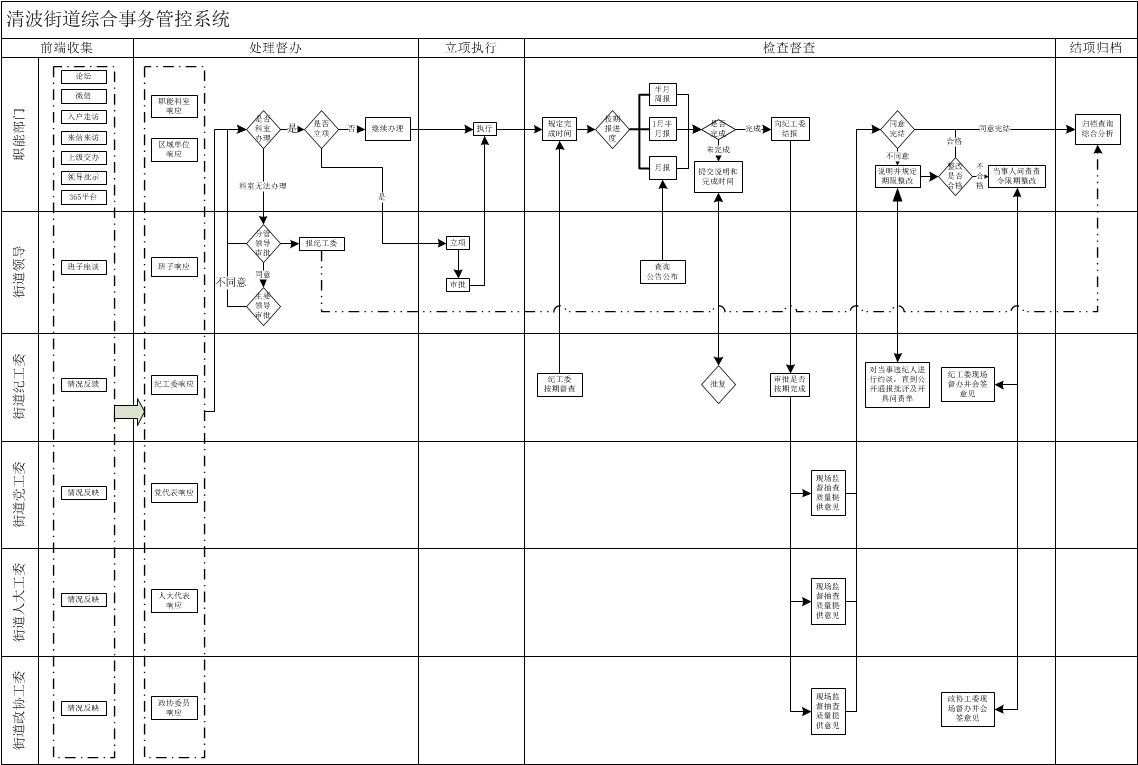 清波街道综合事务管控系统
前端收集
处理督办
立项执行
检查督查
结项归档
职能部门
论坛
微信
入户走访
来信来访
上级交办
领导批示
365平台
职能科室
响应
区域单位
响应
是否
科室
办理
是
是否
立项
否
继续办理
科室无法办理
是
执行
规定完
成时间
按期
报进
度
半月
周报
1月半
月报
月报
是否
完成
完成
未完成
向纪工委
结报
提交说明和
完成时间
同意
完结
同意完结
不同意
说明并规定
期限整改
合格
整改
是否
合格
不
合
格
当事人问责责
令限期整改
归档查询
综合分析
街道领导
班子座谈
班子响应
分管
领导
审批
报纪工委
不同意
同意
主要
领导
审批
立项
审批
查询
公告公布
街道纪工委
情况反馈
纪工委响应
纪工委
按期督查
批复
审批是否
按期完成
对当事违纪人进
行约谈，直到公
开通报批评及开
具问责单
纪工委现场
督办并会签
意见
街道党工委
情况反映
党代表响应
现场监
督抽查
质量提
供意见
街道人大工委
情况反映
人大代表
响应
现场监
督抽查
质量提
供意见
街道政协工委
情况反映
政协委员
响应
现场监
督抽查
质量提
供意见
政协工委现
场督办并会
签意见